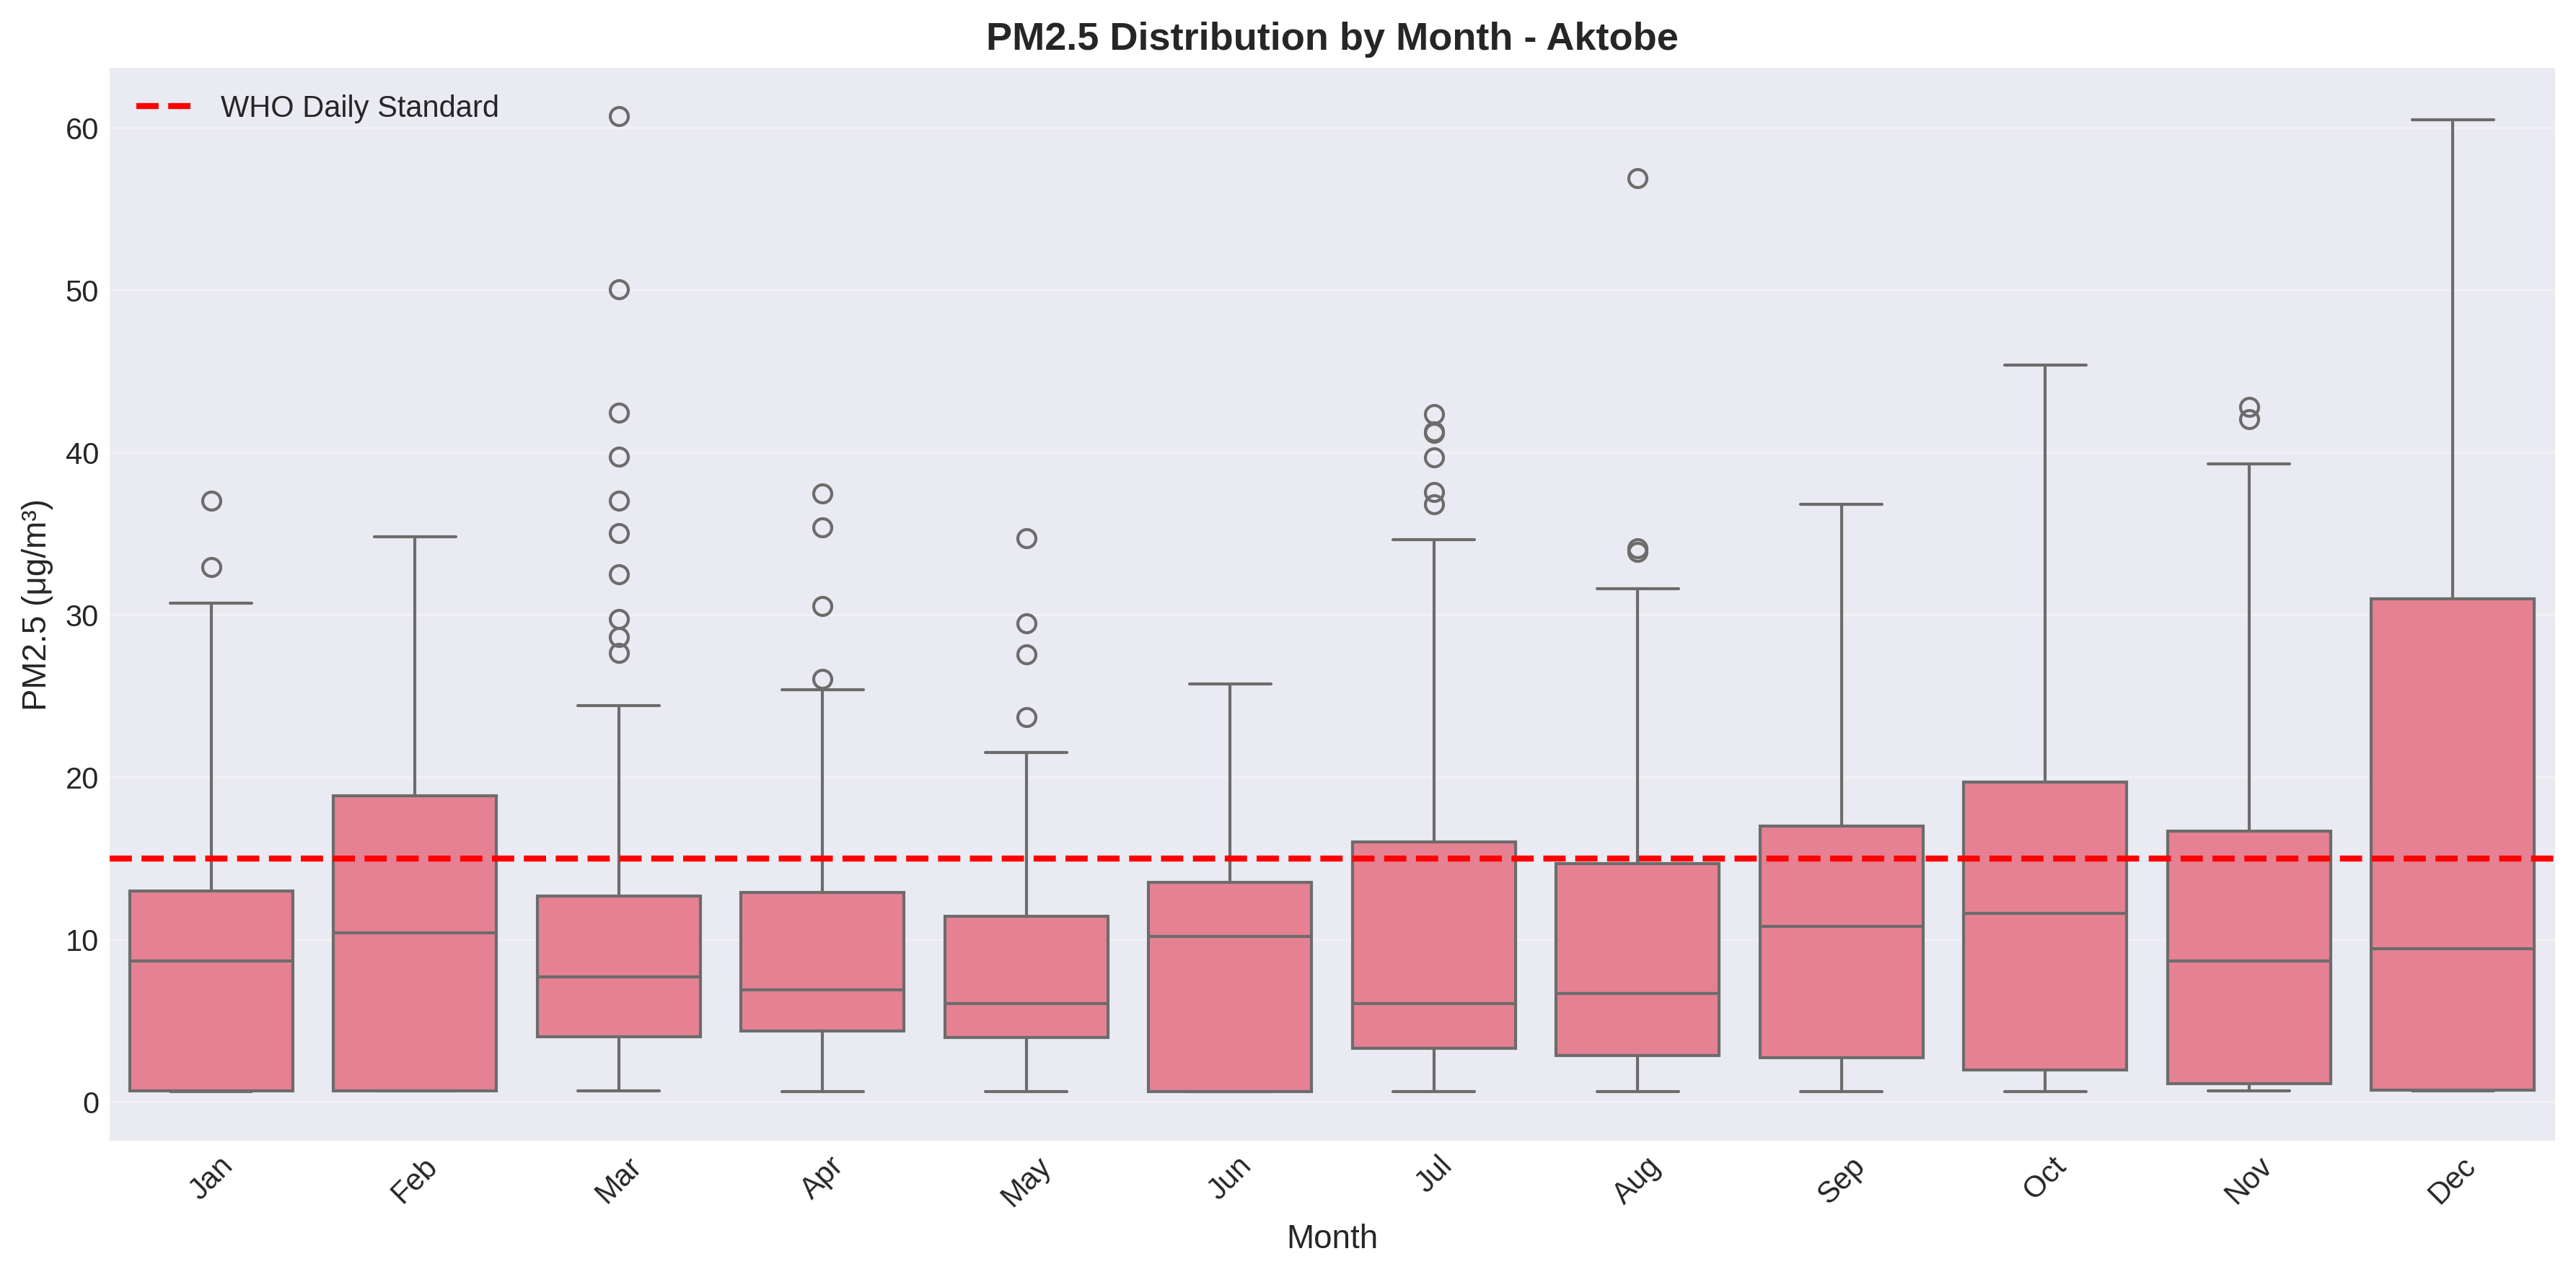 PM2.5 Distribution by Month - Aktobe
WHO Daily Standard
60
50
40
30
20
10
0
PM2.5 (µg/m³)
Jan
Feb
Mar
Apr
May
Jun
Jul
Aug
Sep
Oct
Nov
Dec
Month